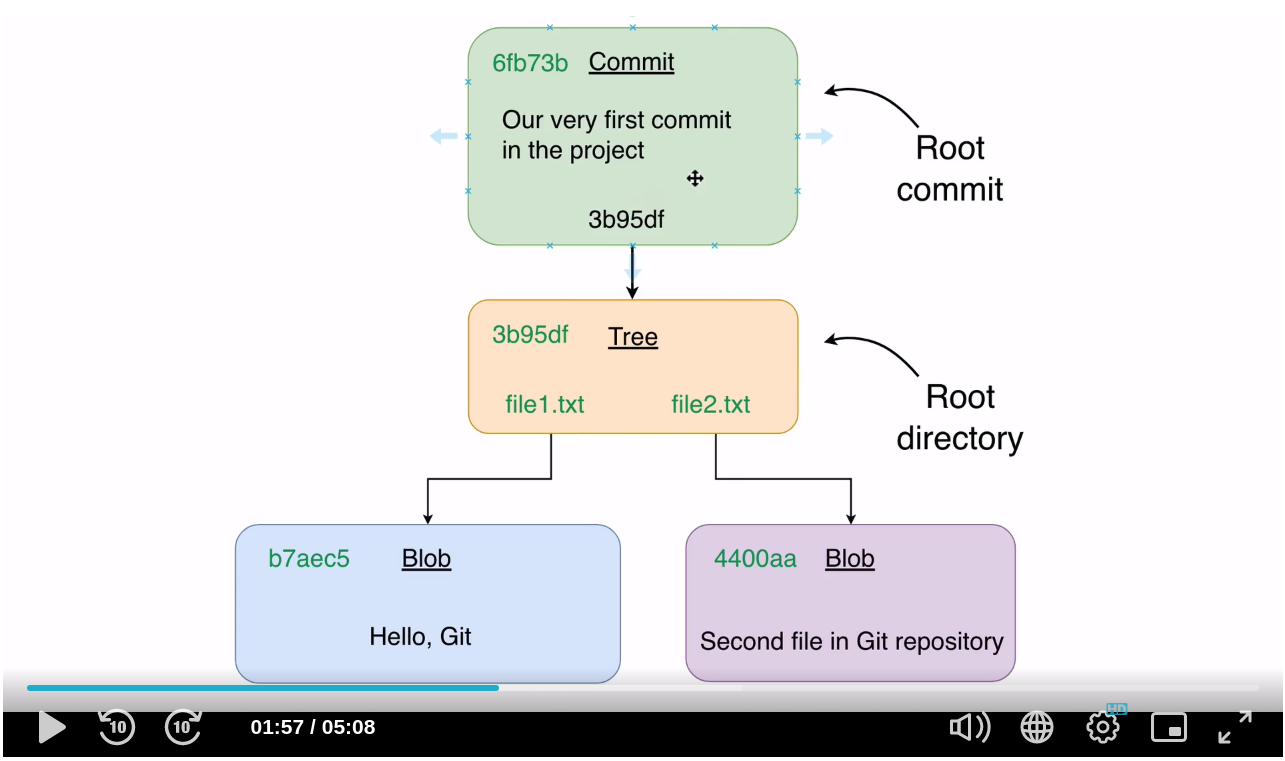 6fb73b Commit
Our very first commit
in the project
3b95df
Root
commit
3b95df Tree
file1.txt file2.txt
Root
directory
b7aec5 Blob
Hello, Git
4400aa Blob
Second file in Git repository
10 10 01:57 / 05:08 HD